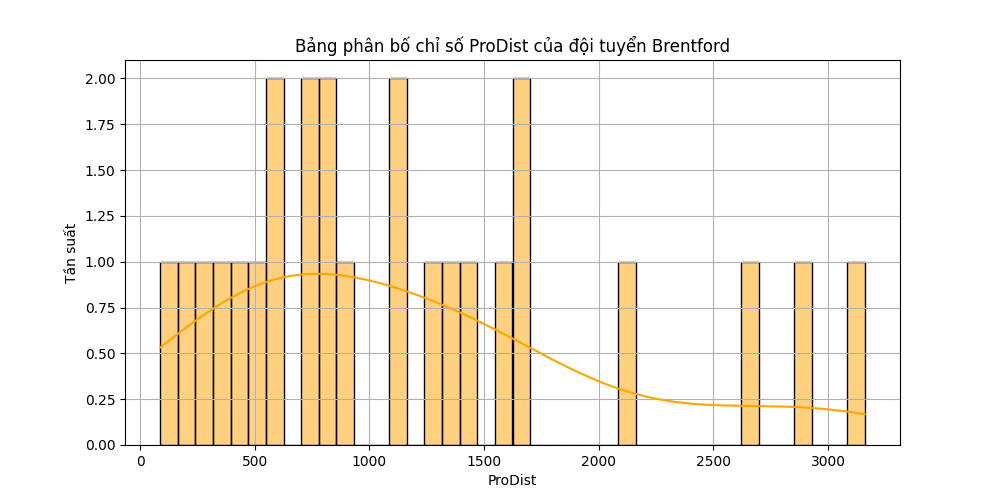 Bảng phân bố chỉ số ProDist của đội tuyển Brentford
Tần suất
2.00
1.75
1.50
1.25
1.00
0.75
0.50
0.25
0.00
0 500 1000 1500 2000 2500 3000
ProDist